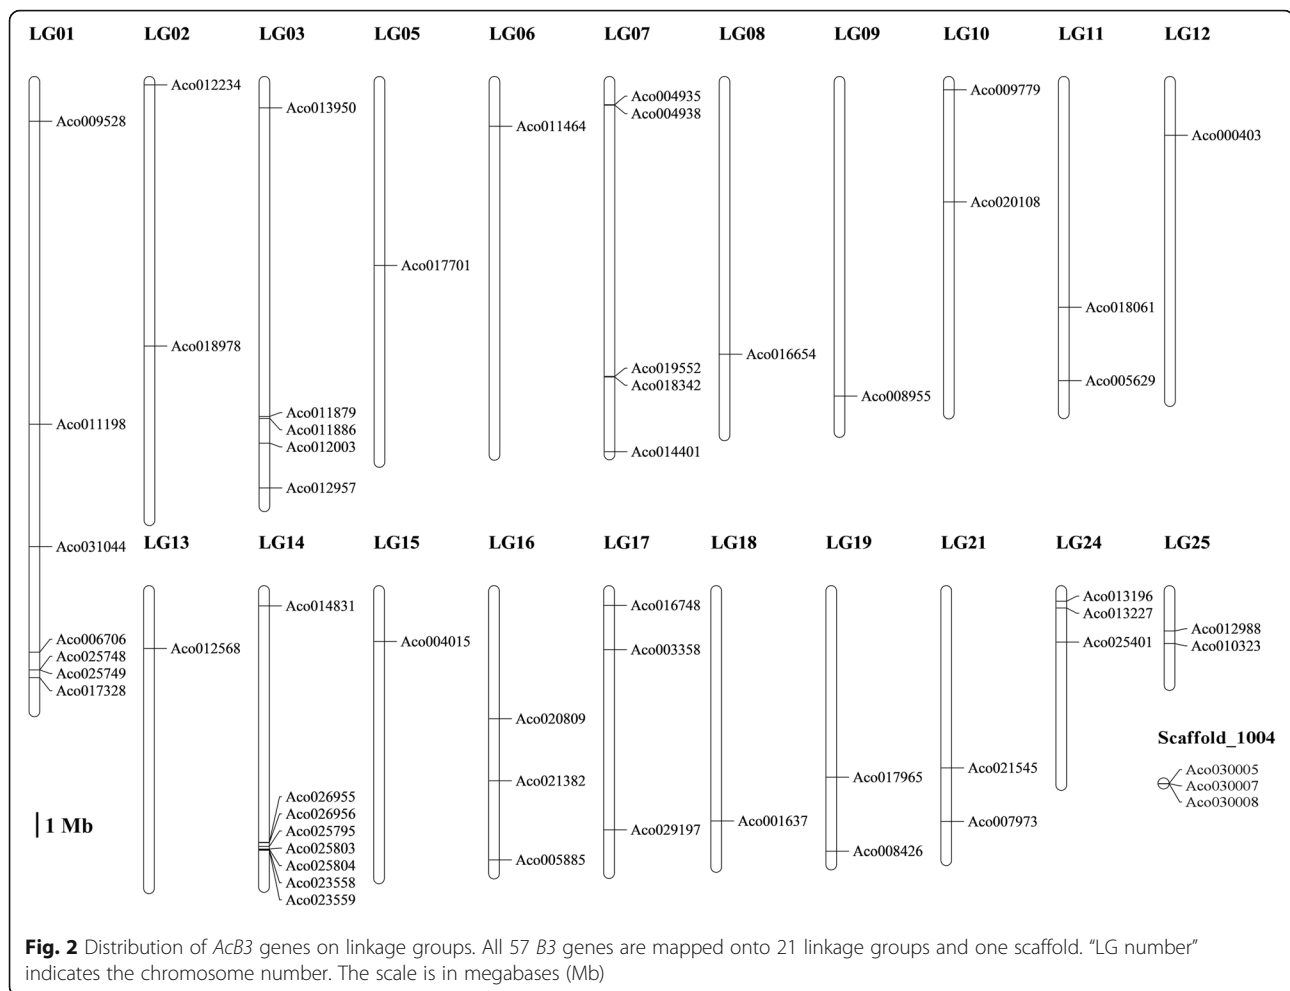 LG01 LG02 LG03 LG05 LG06 LG07 LG08 LG09 LG10 LG11 LG12
Aco009528
Aco011198
Aco031044
Aco006706
Aco025748
Aco025749
Aco017328
Aco012234
Aco018978
Aco013950
Aco011879
Aco011886
Aco012003
Aco012957
Aco017701
Aco011464
Aco004935
Aco004938
Aco019552
Aco018342
Aco014401
Aco016654
Aco008955
Aco009779
Aco020108
Aco018061
Aco005629
Aco000403
LG13 LG14 LG15 LG16 LG17 LG18 LG19 LG21 LG24 LG25
Aco012568
Aco014831
Aco026955
Aco026956
Aco025795
Aco025803
Aco025804
Aco023558
Aco023559
Aco004015
Aco020809
Aco021382
Aco005885
Aco016748
Aco003358
Aco029197
Aco001637
Aco017965
Aco008426
Aco021545
Aco007973
Aco013196
Aco013227
Aco025401
Aco012988
Aco010323
Scaffold_1004
Aco030005
Aco030007
Aco030008
1 Mb
Fig. 2 Distribution of AcB3 genes on linkage groups. All 57 B3 genes are mapped onto 21 linkage groups and one scaffold. “LG number”
indicates the chromosome number. The scale is in megabases (Mb)